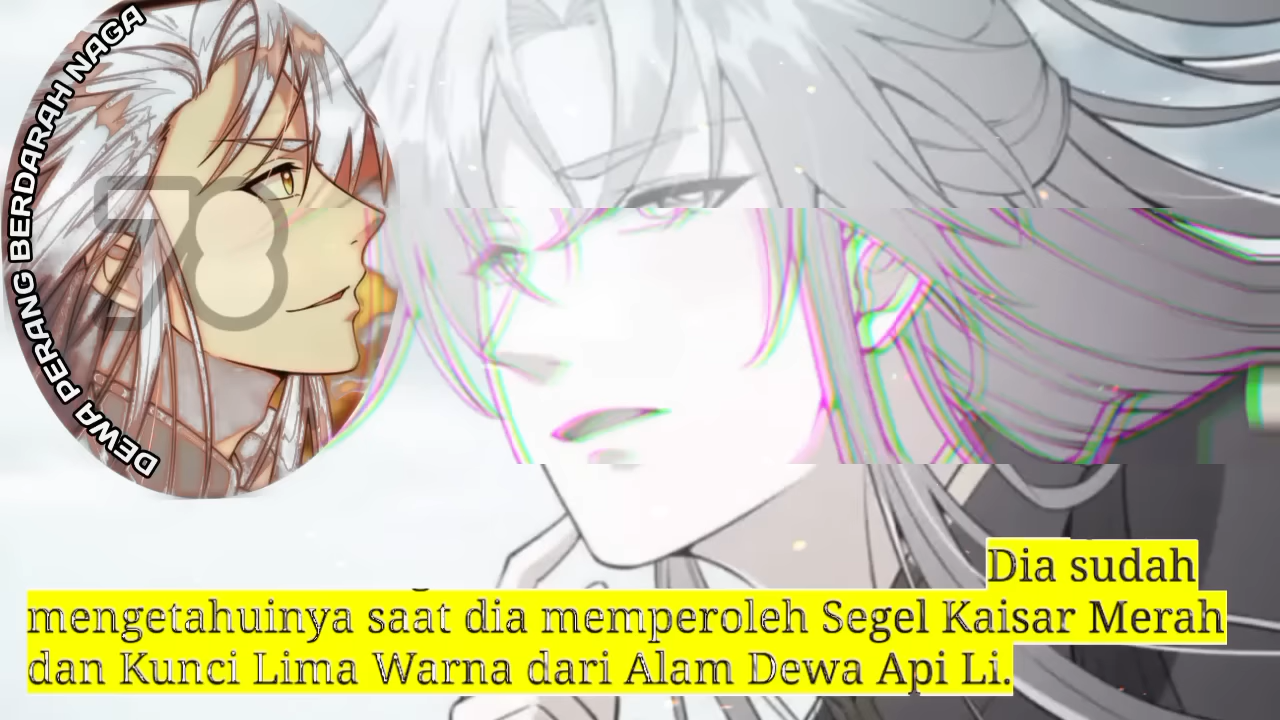 DEWA PERANG BERDARAH NAGA
78
Dia sudah
mengetahuinya saat dia memperoleh Segel Kaisar Merah
dan Kunci Lima Warna dari Alam Dewa Api Li.